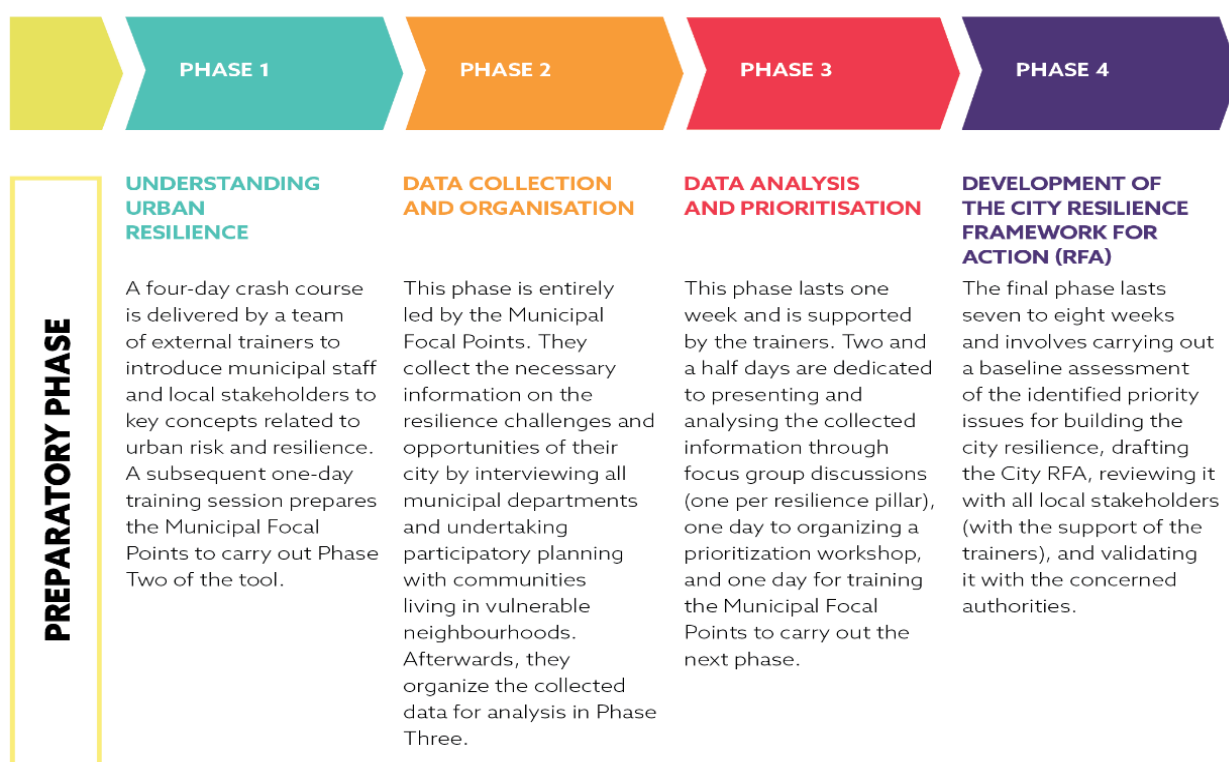 PHASE 1
PHASE 2
PHASE 3
PHASE 4
PREPARATORY PHASE
UNDERSTANDING
URBAN
RESILIENCE
A four-day crash course
is delivered by a team
of external trainers to
introduce municipal staff
and local stakeholders to
key concepts related to
urban risk and resilience.
A subsequent one-day
training session prepares
the Municipal Focal
Points to carry out Phase
Two of the tool.
DATA COLLECTION
AND ORGANISATION
This phase is entirely
led by the Municipal
Focal Points. They
collect the necessary
information on the
resilience challenges and
opportunities of their
city by interviewing all
municipal departments
and undertaking
participatory planning
with communities
living in vulnerable
neighbourhoods.
Afterwards, they
organize the collected
data for analysis in Phase
Three.
DATA ANALYSIS
AND PRIORITISATION
This phase lasts one
week and is supported
by the trainers. Two and
a half days are dedicated
to presenting and
analysing the collected
information through
focus group discussions
(one per resilience pillar),
one day to organizing a
prioritization workshop,
and one day for training
the Municipal Focal
Points to carry out the
next phase.
DEVELOPMENT OF
THE CITY RESILIENCE
FRAMEWORK FOR
ACTION (RFA)
The final phase lasts
seven to eight weeks
and involves carrying out
a baseline assessment
of the identified priority
issues for building the
city resilience, drafting
the City RFA, reviewing it
with all local stakeholders
(with the support of the
trainers), and validating
it with the concerned
authorities.